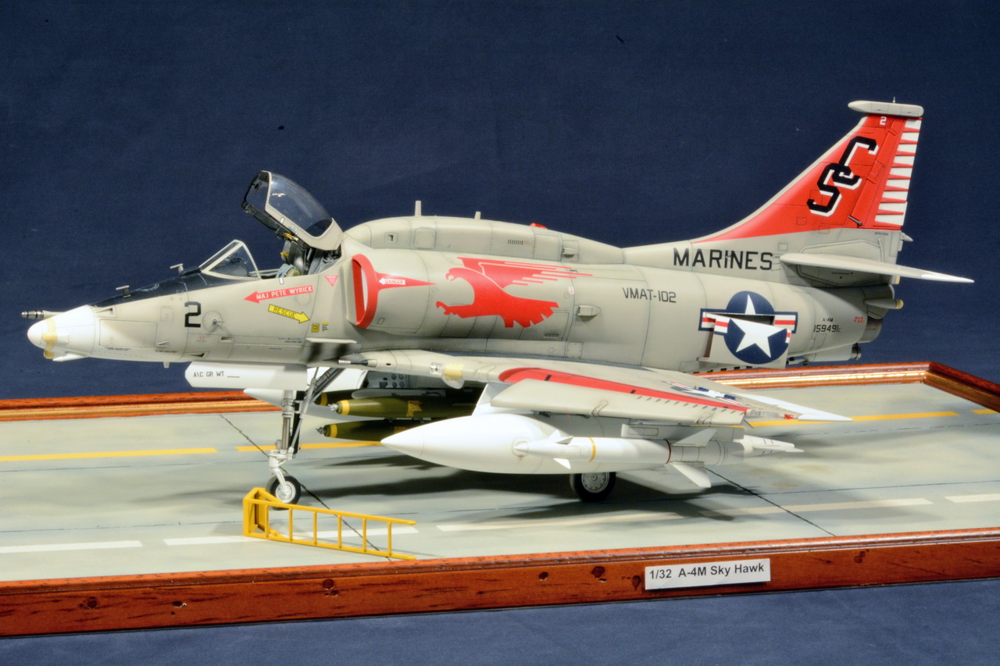 2
SC
MARINES
DANGER
MAJ PETE WYRICK
RESCUE
2
VMAT-102
A-4M
159491
A\C GR WT
1/32 A-4M Sky Hawk